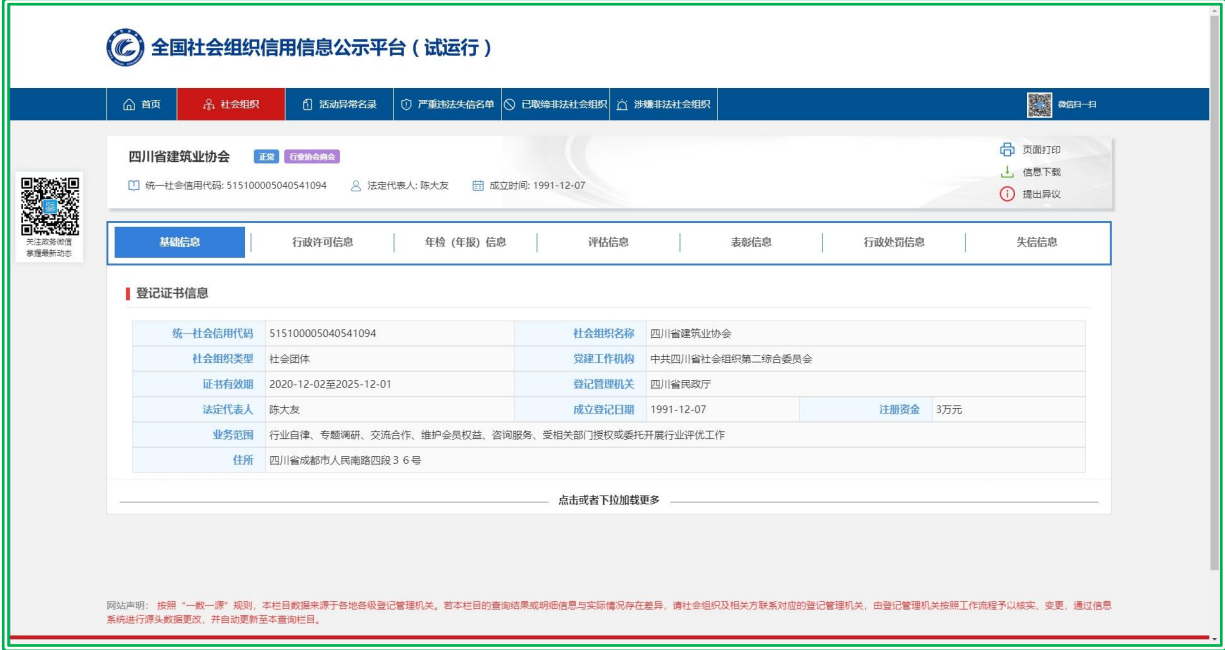 全国社会组织信用信息公示平台（试运行）
首页 社会组织 活动异常名录 严重违法失信名单 已取缔非法社会组织 涉嫌非法社会组织 微信扫一扫
四川省建筑业协会 正常 行业协会商会
页面打印
统一社会信用代码: 515100005040541094 法定代表人: 陈大友 成立时间: 1991-12-07
信息下载
提出异议
关注政务微信
掌握最新动态
基础信息 行政许可信息 年检（年报）信息 评估信息 表彰信息 行政处罚信息 失信信息
登记证书信息
统一社会信用代码 515100005040541094 社会组织名称 四川省建筑业协会
社会组织类型 社会团体 党建工作机构 中共四川省社会组织第二综合委员会
证书有效期 2020-12-02至2025-12-01 登记管理机关 四川省民政厅
法定代表人 陈大友 成立登记日期 1991-12-07 注册资金 3万元
业务范围 行业自律、专题调研、交流合作、维护会员权益、咨询服务、受相关部门授权或委托开展行业评优工作
住所 四川省成都市人民南路四段３６号
点击或者下拉加载更多
网站声明： 按照“一数一源”规则，本栏目数据来源于各地各级登记管理机关。若本栏目的查询结果或明细信息与实际情况存在差异，请社会组织及相关方联系对应的登记管理机关，由登记管理机关按照工作流程予以核实、变更，通过信息
系统进行源头数据更改，并自动更新至本查询栏目。